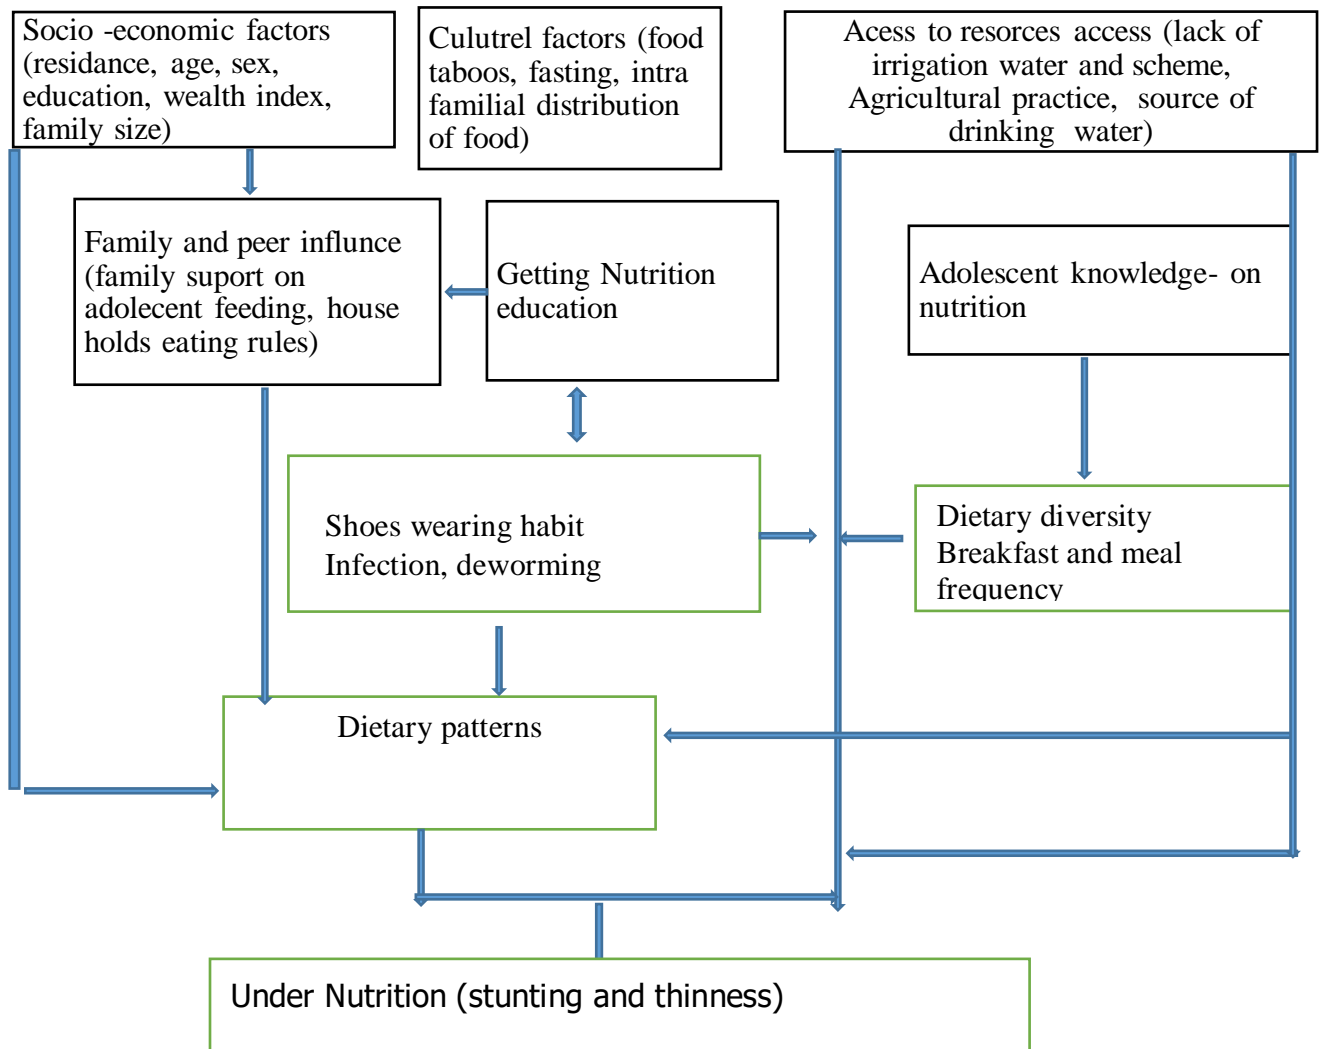 Socio -economic factors
(residance, age, sex,
education, wealth index,
family size)
Culutrel factors (food
taboos, fasting, intra
familial distribution
of food)
Acess to resorces access (lack of
irrigation water and scheme,
Agricultural practice, source of
drinking water)
Family and peer influnce
(family suport on
adolecent feeding, house
holds eating rules)
Getting Nutrition
education
Adolescent knowledge- on
nutrition
Shoes wearing habit
Infection, deworming
Dietary diversity
Breakfast and meal
frequency
Dietary patterns
Under Nutrition (stunting and thinness)